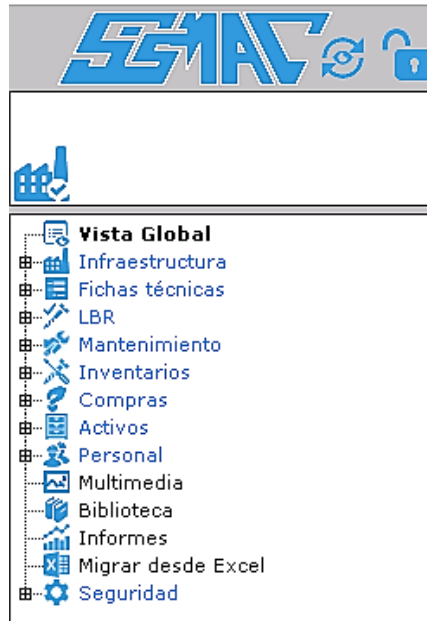 SGMAC
Vista Global
Infraestructura
Fichas técnicas
LBR
Mantenimiento
Inventarios
Compras
Activos
Personal
Multimedia
Biblioteca
Informes
Migrar desde Excel
Seguridad